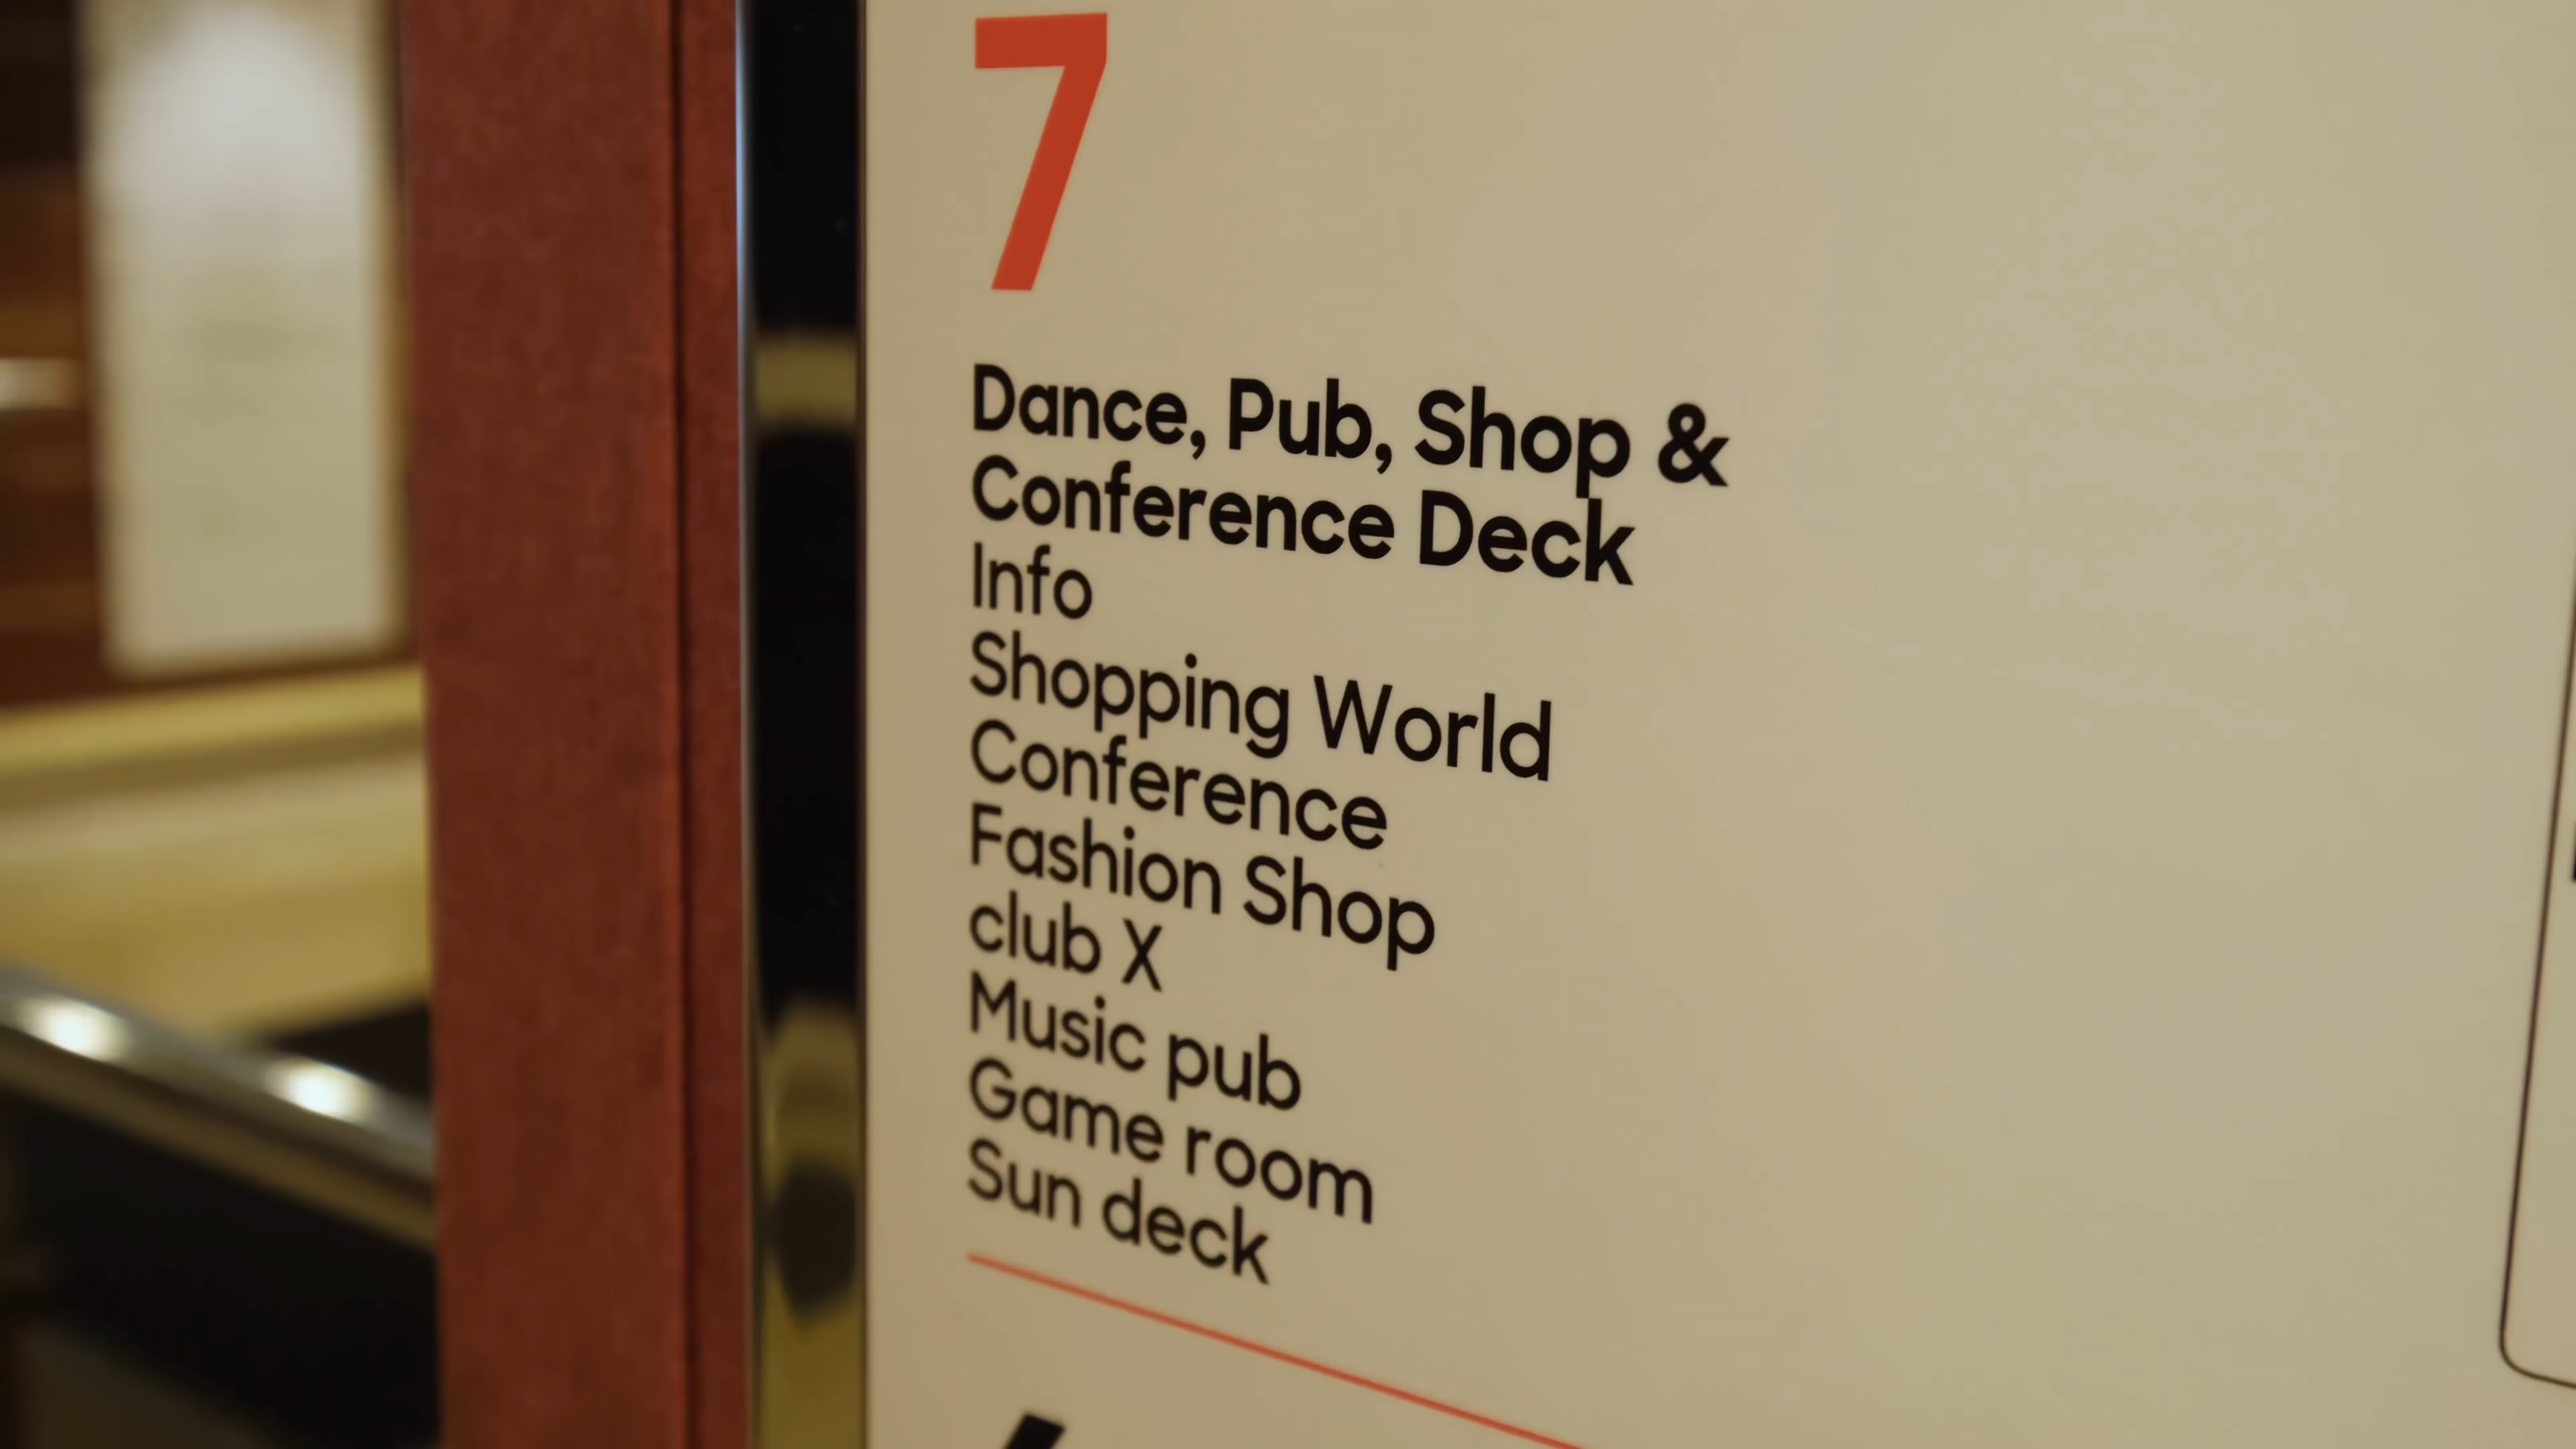 7
Dance, Pub, Shop &
Conference Deck
Info
Shopping World
Conference
Fashion Shop
club X
Music pub
Game room
Sun deck